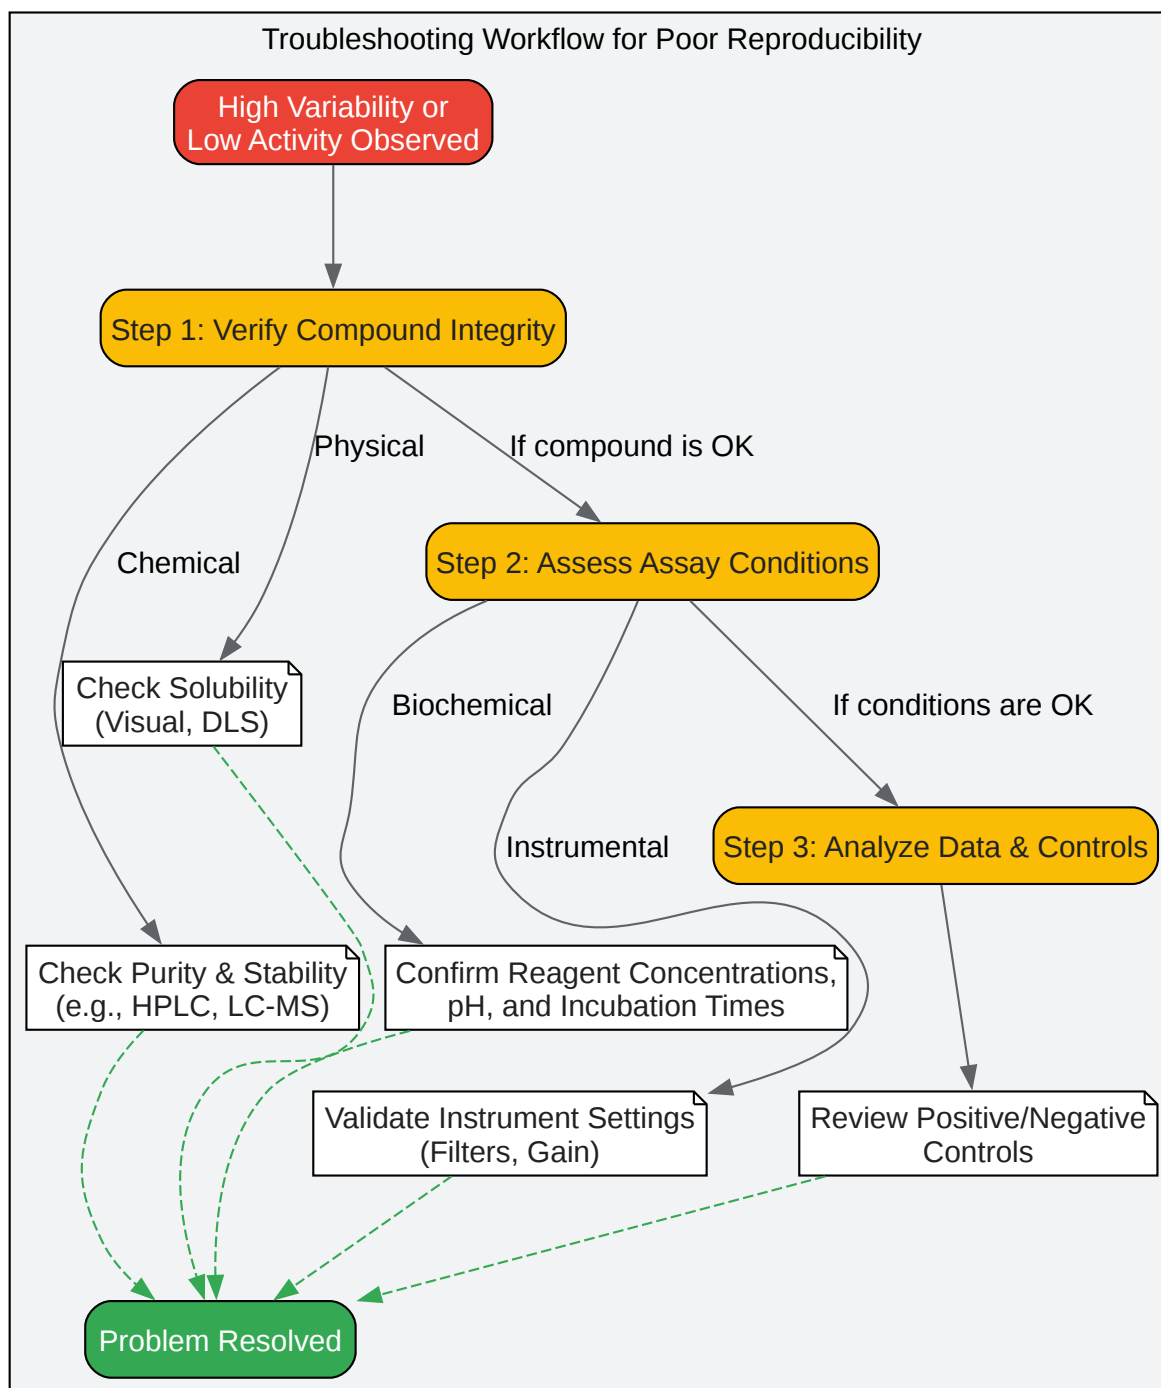 Troubleshooting Workflow for Poor Reproducibility
High Variability or
Low Activity Observed
Step 1: Verify Compound Integrity
Physical
If compound is OK
Chemical
Step 2: Assess Assay Conditions
Check Solubility
(Visual, DLS)
Biochemical
If conditions are OK
Instrumental
Step 3: Analyze Data & Controls
Check Purity & Stability
(e.g., HPLC, LC-MS)
Confirm Reagent Concentrations,
pH, and Incubation Times
Validate Instrument Settings
(Filters, Gain)
Review Positive/Negative
Controls
Problem Resolved